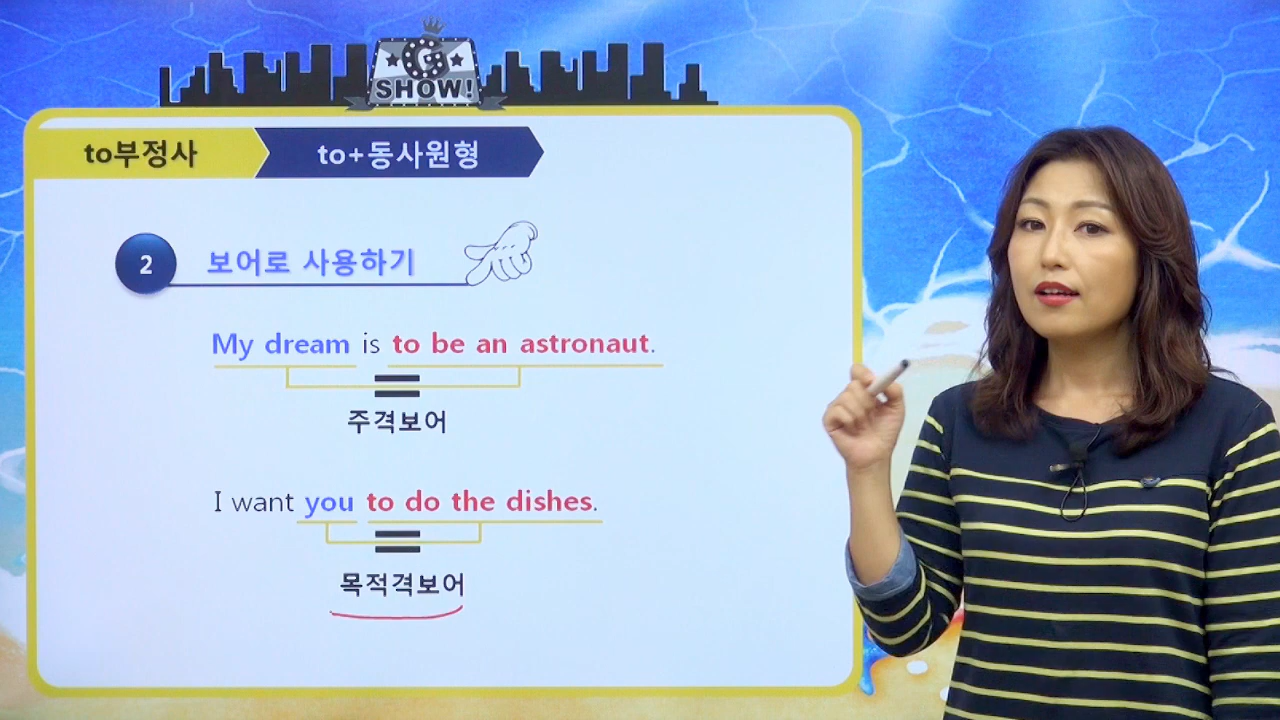 G
SHOW!
to부정사
to+동사원형
2
보어로 사용하기
My dream is to be an astronaut.
주격보어
I want you to do the dishes.
목적격보어